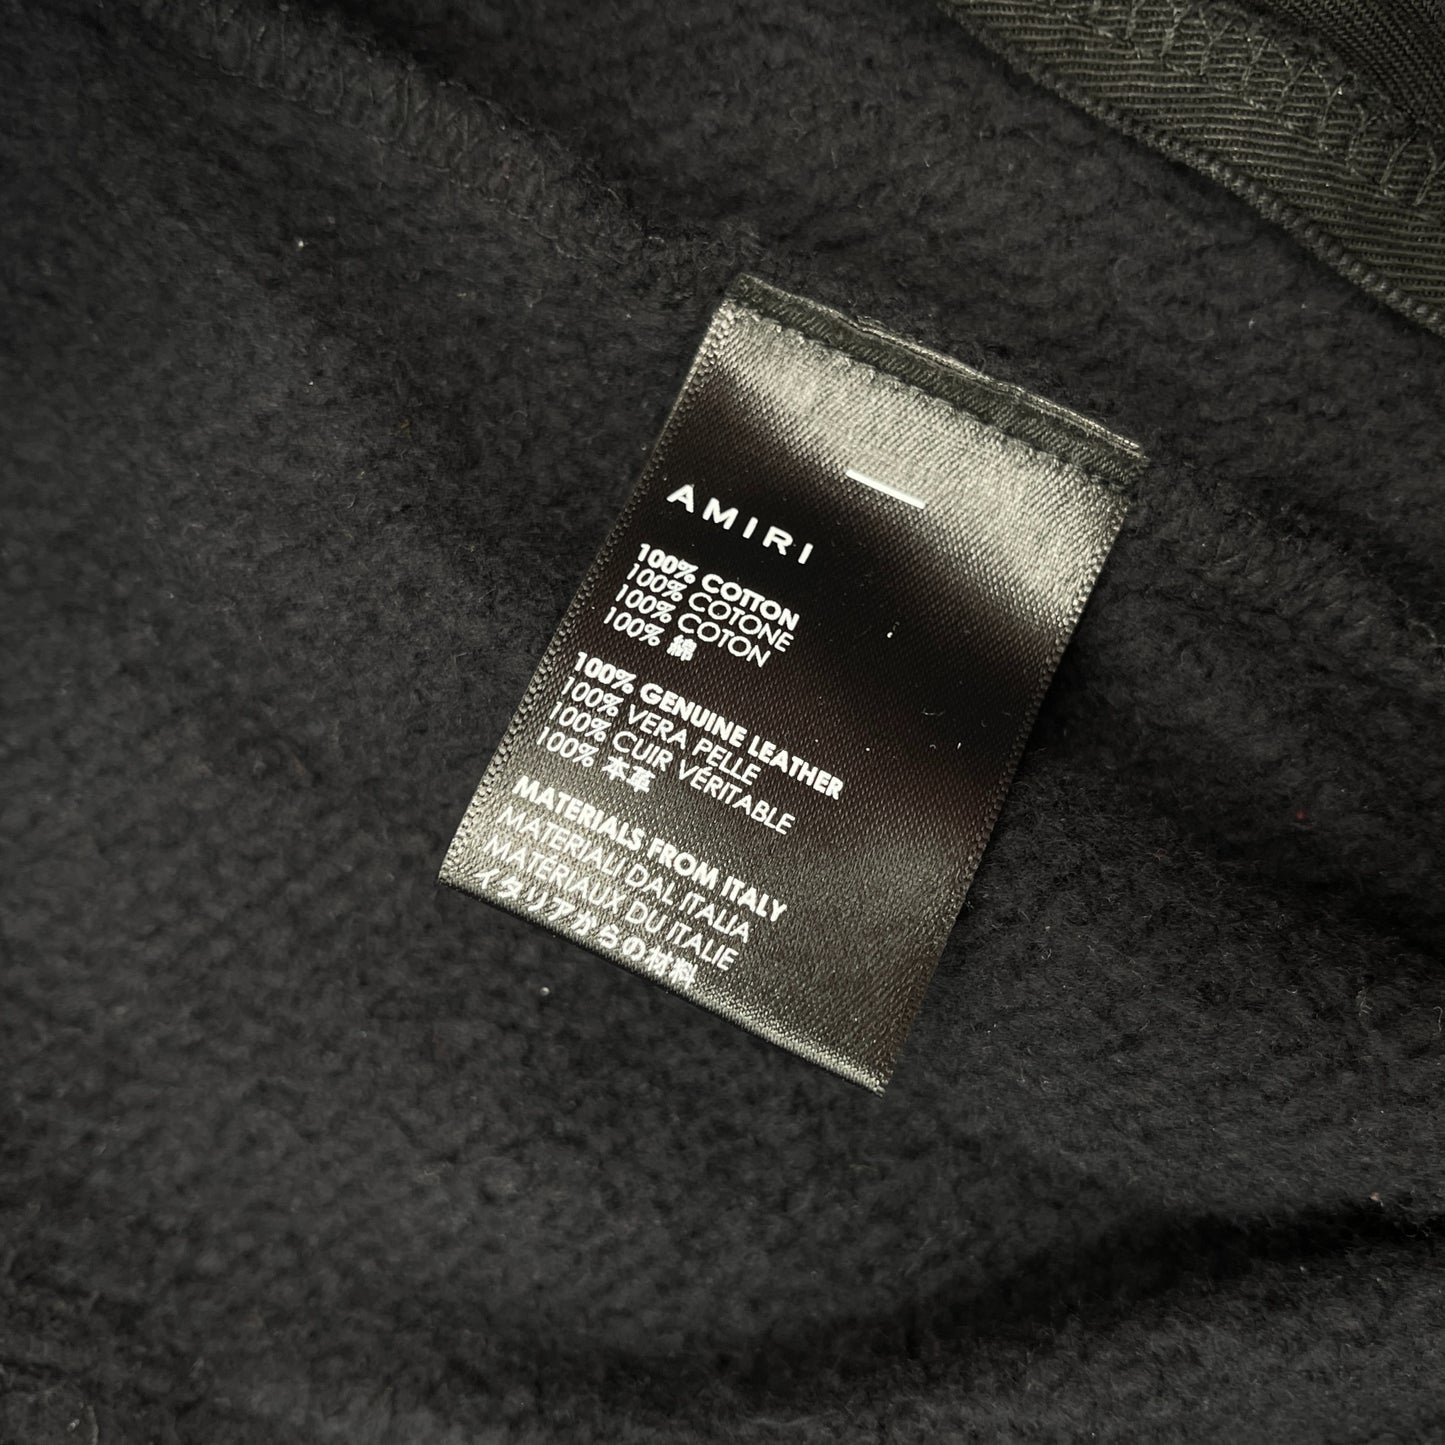 AMIRI
100% COTTON
100% COTONE
100% COTON
100% 綿
100% GENUINE LEATHER
100% VERA PELLE
100% CUIR VÉRITABLE
100% 本革
MATERIALS FROM ITALY
MATERIALI DAL ITALIA
MATÉRIAUX DU ITALIE
イタリアからの材料